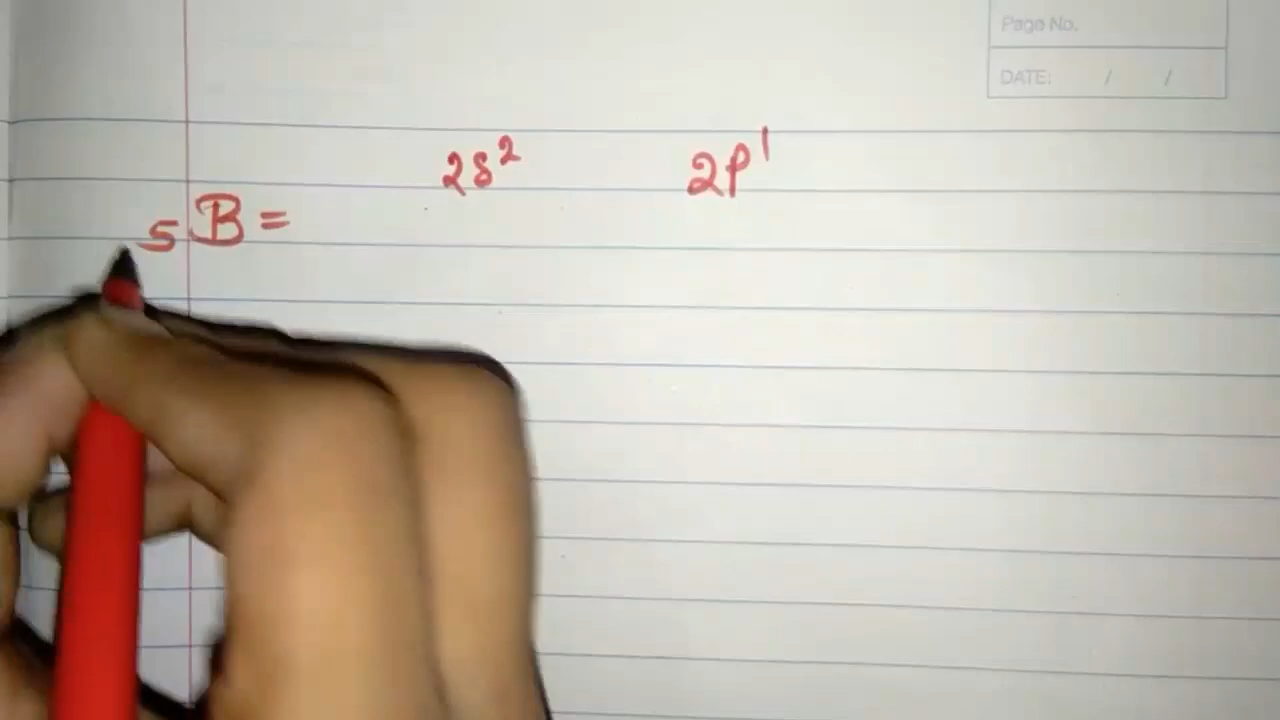 Page No.
DATE: / /
2s² 2p¹
₅B =